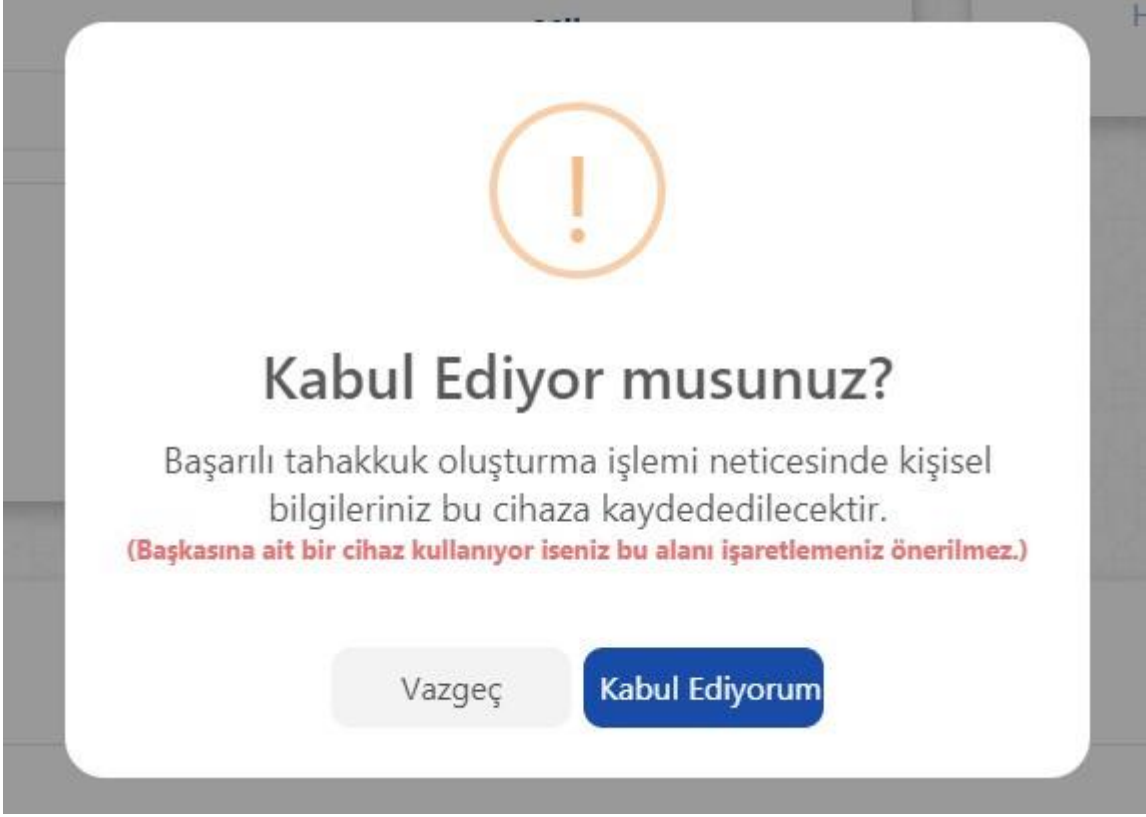 Kabul Ediyor musunuz?
Başarılı tahakkuk oluşturma işlemi neticesinde kişisel
bilgileriniz bu cihaza kaydededilecektir.
(Başkasına ait bir cihaz kullanıyor iseniz bu alanı işaretlemeniz önerilmez.)
Vazgeç
Kabul Ediyorum